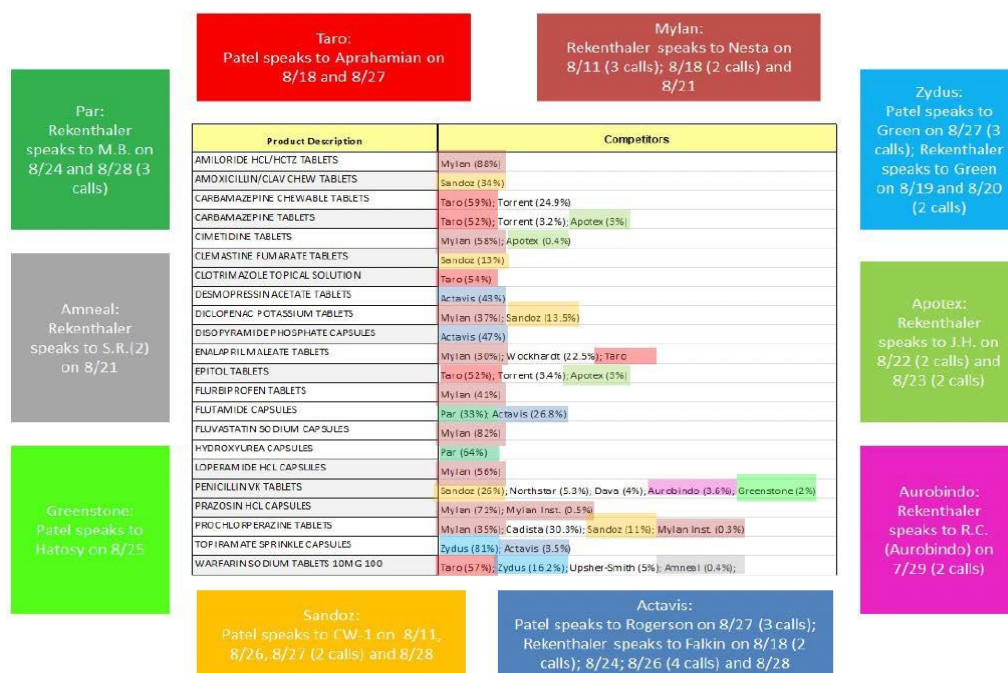 Taro:
Patel speaks to Aprahamian on
8/18 and 8/27
Mylan:
Rekenthaler speaks to Nesta on
8/11 (3 calls); 8/18 (2 calls) and
8/21
Par:
Rekenthaler
speaks to M.B. on
8/24 and 8/28 (3
calls)
Zydus:
Patel speaks to
Green on 8/27 (3
calls); Rekenthaler
speaks to Green
on 8/19 and 8/20
(2 calls)
Product Description Competitors
AMILORIDE HCL/HCTZ TABLETS Mylan (88%)
AMOXICILLIN/CLAV CHEW TABLETS Sandoz (34%)
CARBAMAZEPINE CHEWABLE TABLETS Taro (59%); Torrent (24.9%)
CARBAMAZEPINE TABLETS Taro (52%); Torrent (3.2%); Apotex (3%)
CIMETIDINE TABLETS Mylan (58%); Apotex (0.4%)
CLEMASTINE FUMARATE TABLETS Sandoz (13%)
CLOTRIMAZOLE TOPICAL SOLUTION Taro (54%)
DESMOPRESSIN ACETATE TABLETS Actavis (43%)
DICLOFENAC POTASSIUM TABLETS Mylan (37%); Sandoz (13.5%)
DISOPYRAMIDE PHOSPHATE CAPSULES Actavis (47%)
ENALAPRIL MALEATE TABLETS Mylan (30%); Wockhardt (22.5%); Taro
EPITOL TABLETS Taro (52%); Torrent (3.4%); Apotex (3%)
FLURBIPROFEN TABLETS Mylan (41%)
FLUTAMIDE CAPSULES Par (33%); Actavis (26.8%)
FLUVASTATIN SODIUM CAPSULES Mylan (82%)
HYDROXYUREA CAPSULES Par (64%)
LOPERAMIDE HCL CAPSULES Mylan (56%)
PENICILLIN VK TABLETS Sandoz (26%); Northstar (5.3%); Dava (4%); Aurobindo (3.6%); Greenstone (2%)
PRAZOSIN HCL CAPSULES Mylan (71%); Mylan Inst. (0.5%)
PROCHLORPERAZINE TABLETS Mylan (35%); Cadista (30.3%); Sandoz (11%); Mylan Inst. (0.3%)
TOPIRAMATE SPRINKLE CAPSULES Zydus (81%); Actavis (3.5%)
WARFARIN SODIUM TABLETS 10MG 100 Taro (57%); Zydus (16.2%); Upsher-Smith (5%); Amneal (0.4%);
Amneal:
Rekenthaler
speaks to S.R.(2)
on 8/21
Apotex:
Rekenthaler
speaks to J.H. on
8/22 (2 calls) and
8/23 (2 calls)
Greenstone:
Patel speaks to
Hatosy on 8/25
Aurobindo:
Rekenthaler
speaks to R.C.
(Aurobindo) on
7/29 (2 calls)
Sandoz:
Patel speaks to CW-1 on 8/11,
8/26, 8/27 (2 calls) and 8/28
Actavis:
Patel speaks to Rogerson on 8/27 (3 calls);
Rekenthaler speaks to Falkin on 8/18 (2
calls); 8/24; 8/26 (4 calls) and 8/28